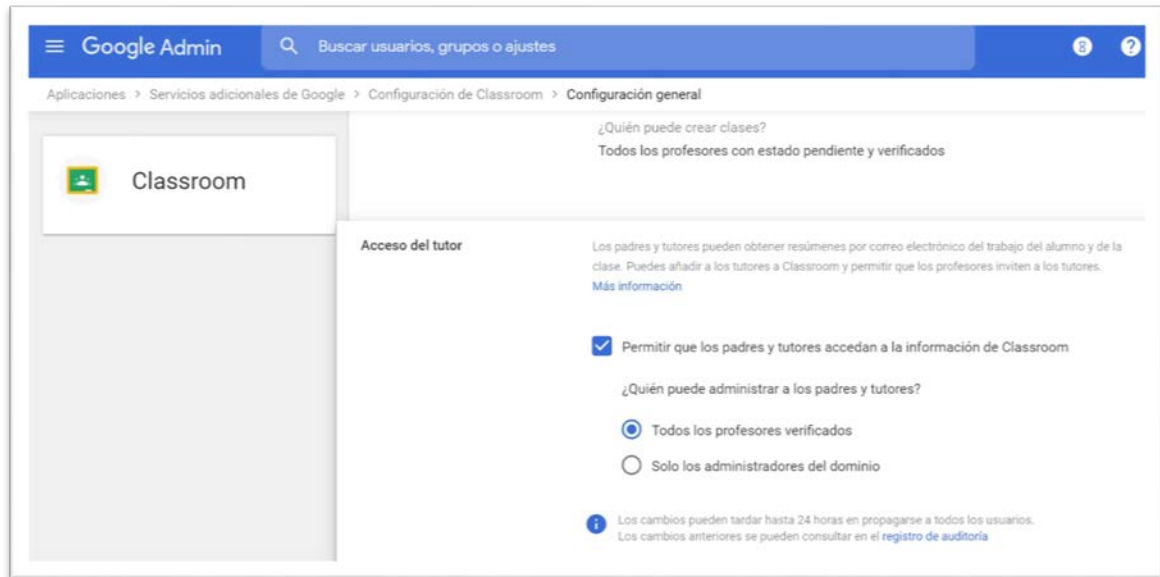 Google Admin
Buscar usuarios, grupos o ajustes
Aplicaciones > Servicios adicionales de Google > Configuración de Classroom > Configuración general
Classroom
¿Quién puede crear clases?
Todos los profesores con estado pendiente y verificados
Acceso del tutor
Los padres y tutores pueden obtener resúmenes por correo electrónico del trabajo del alumno y de la
clase. Puedes añadir a los tutores a Classroom y permitir que los profesores inviten a los tutores.
Más información
Permitir que los padres y tutores accedan a la información de Classroom
¿Quién puede administrar a los padres y tutores?
Todos los profesores verificados
Solo los administradores del dominio
Los cambios pueden tardar hasta 24 horas en propagarse a todos los usuarios.
Los cambios anteriores se pueden consultar en el registro de auditoría